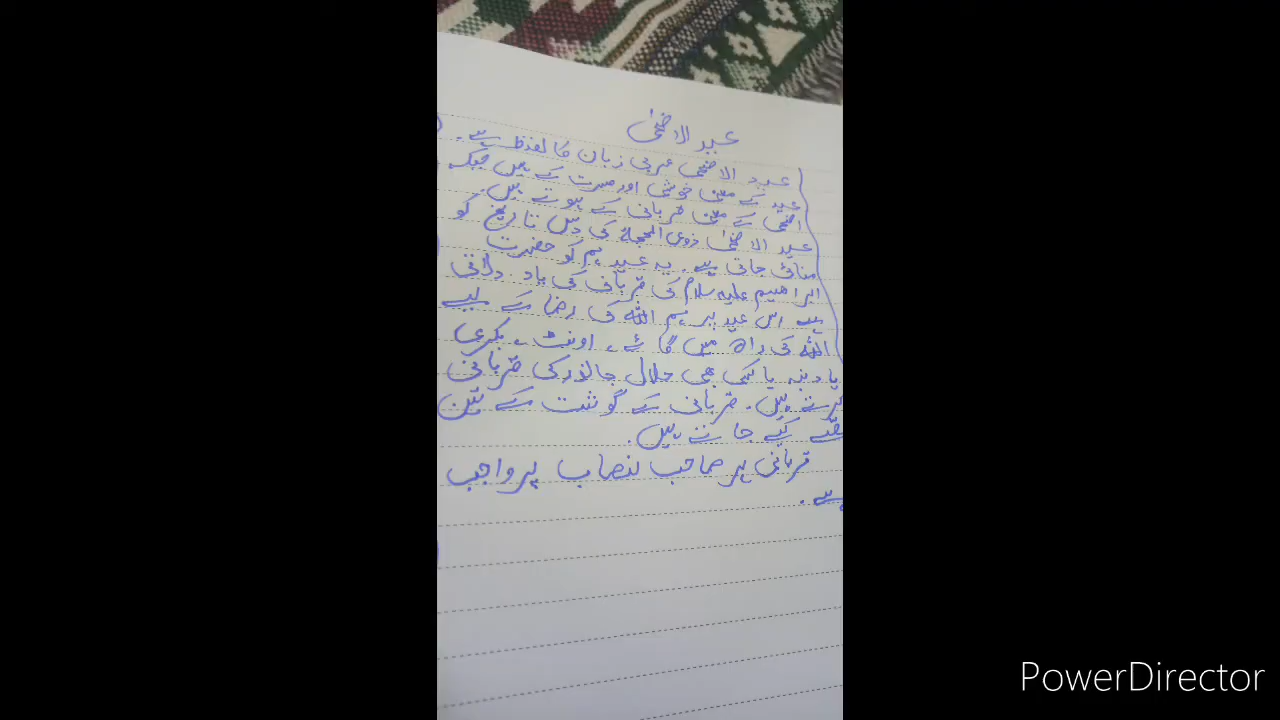 عید الاضحیٰ
عید الاضحی عربی زبان کا لفظ ہے۔
عید کے معنی خوشی اور مسرت کے ہیں جبکہ
اضحی کے معنی قربانی کے ہوتے ہیں۔
عید الاضحیٰ ذوی الحجاۃ کی دس تاریخ کو
منائی جاتی ہے۔ یہ عید ہم کو حضرت
ابراھیم علیہ سلام کی قربانی کی یاد دلاتی
ہے اس عید پر ہم اللہ کی رضا کے لیے
اللہ کی راہ میں گائے، اونٹ، بکری
یا دنبہ یا کسی بھی حلال جانور کی قربانی
کرتے ہیں۔ قربانی کے گوشت کے تین
حصّے کیے جاتے ہیں۔
قربانی ہر صاحب نصاب پر واجب
ہے۔
PowerDirector